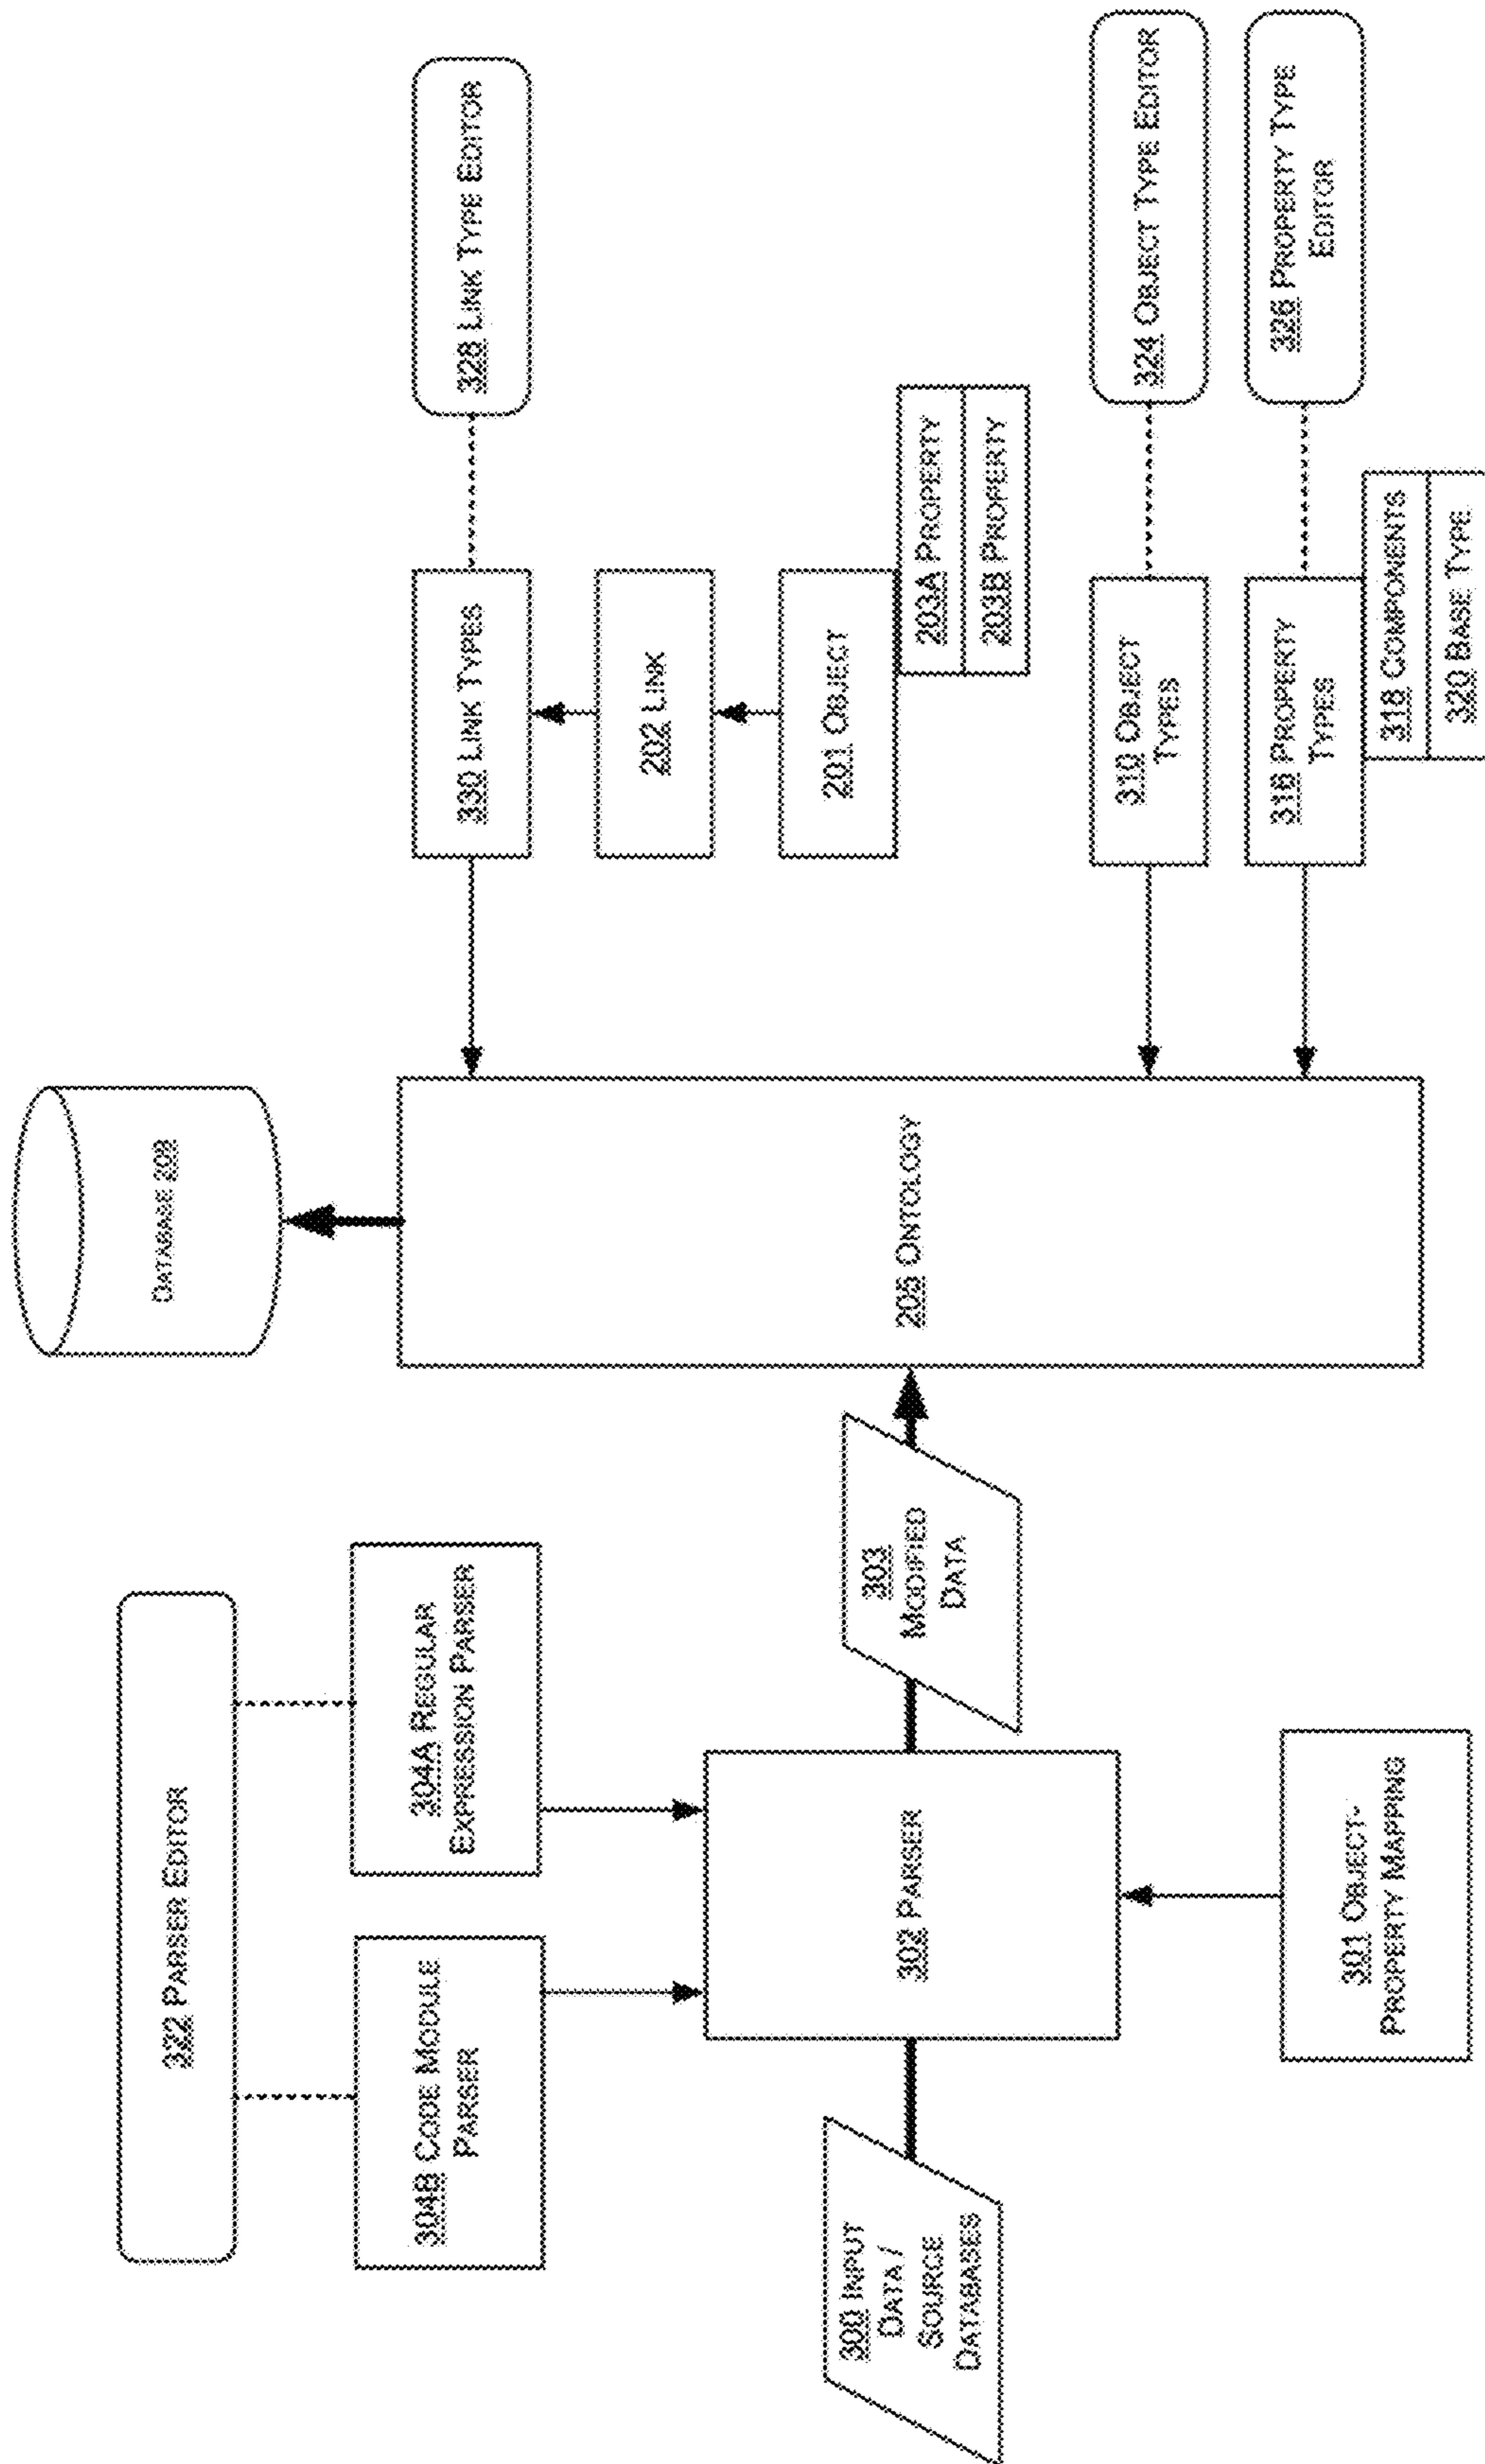 322 PARSER EDITOR
304B CODE MODULE
PARSER
304A REGULAR
EXPRESSION PARSER
300 INPUT
DATA /
SOURCE
DATABASES
302 PARSER
303
MODIFIED
DATA
301 OBJECT-
PROPERTY MAPPING
DATABASE 209
205 ONTOLOGY
330 LINK TYPES
328 LINK TYPE EDITOR
202 LINK
201 OBJECT
203A PROPERTY
203B PROPERTY
310 OBJECT
TYPES
324 OBJECT TYPE EDITOR
316 PROPERTY
TYPES
326 PROPERTY TYPE
EDITOR
318 COMPONENTS
320 BASE TYPE